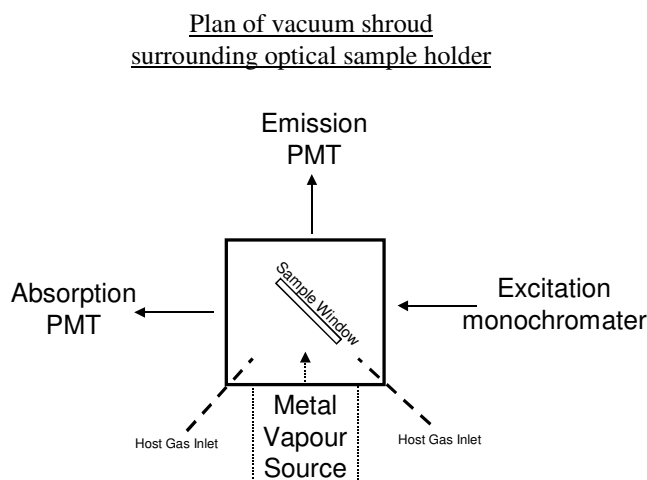 Plan of vacuum shroud
surrounding optical sample holder
Emission
PMT
Sample Window
Absorption
PMT
Excitation
monochromater
Host Gas Inlet
Metal
Vapour
Source
Host Gas Inlet